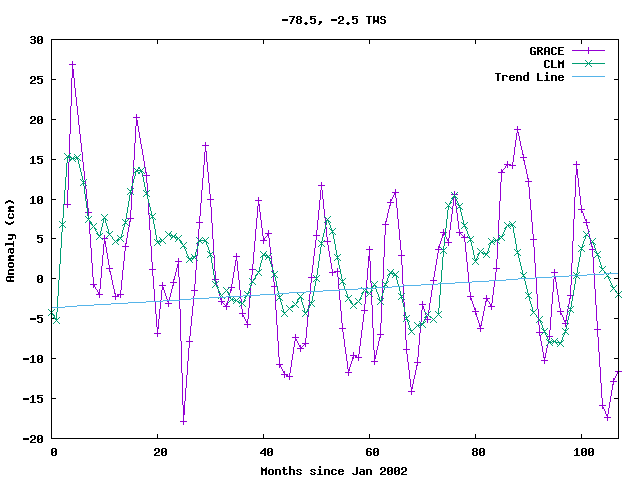 -78.5, -2.5 TWS
GRACE
CLM
Trend Line
30
25
20
15
10
5
0
-5
-10
-15
-20
Anomaly (cm)
0 20 40 60 80 100
Months since Jan 2002